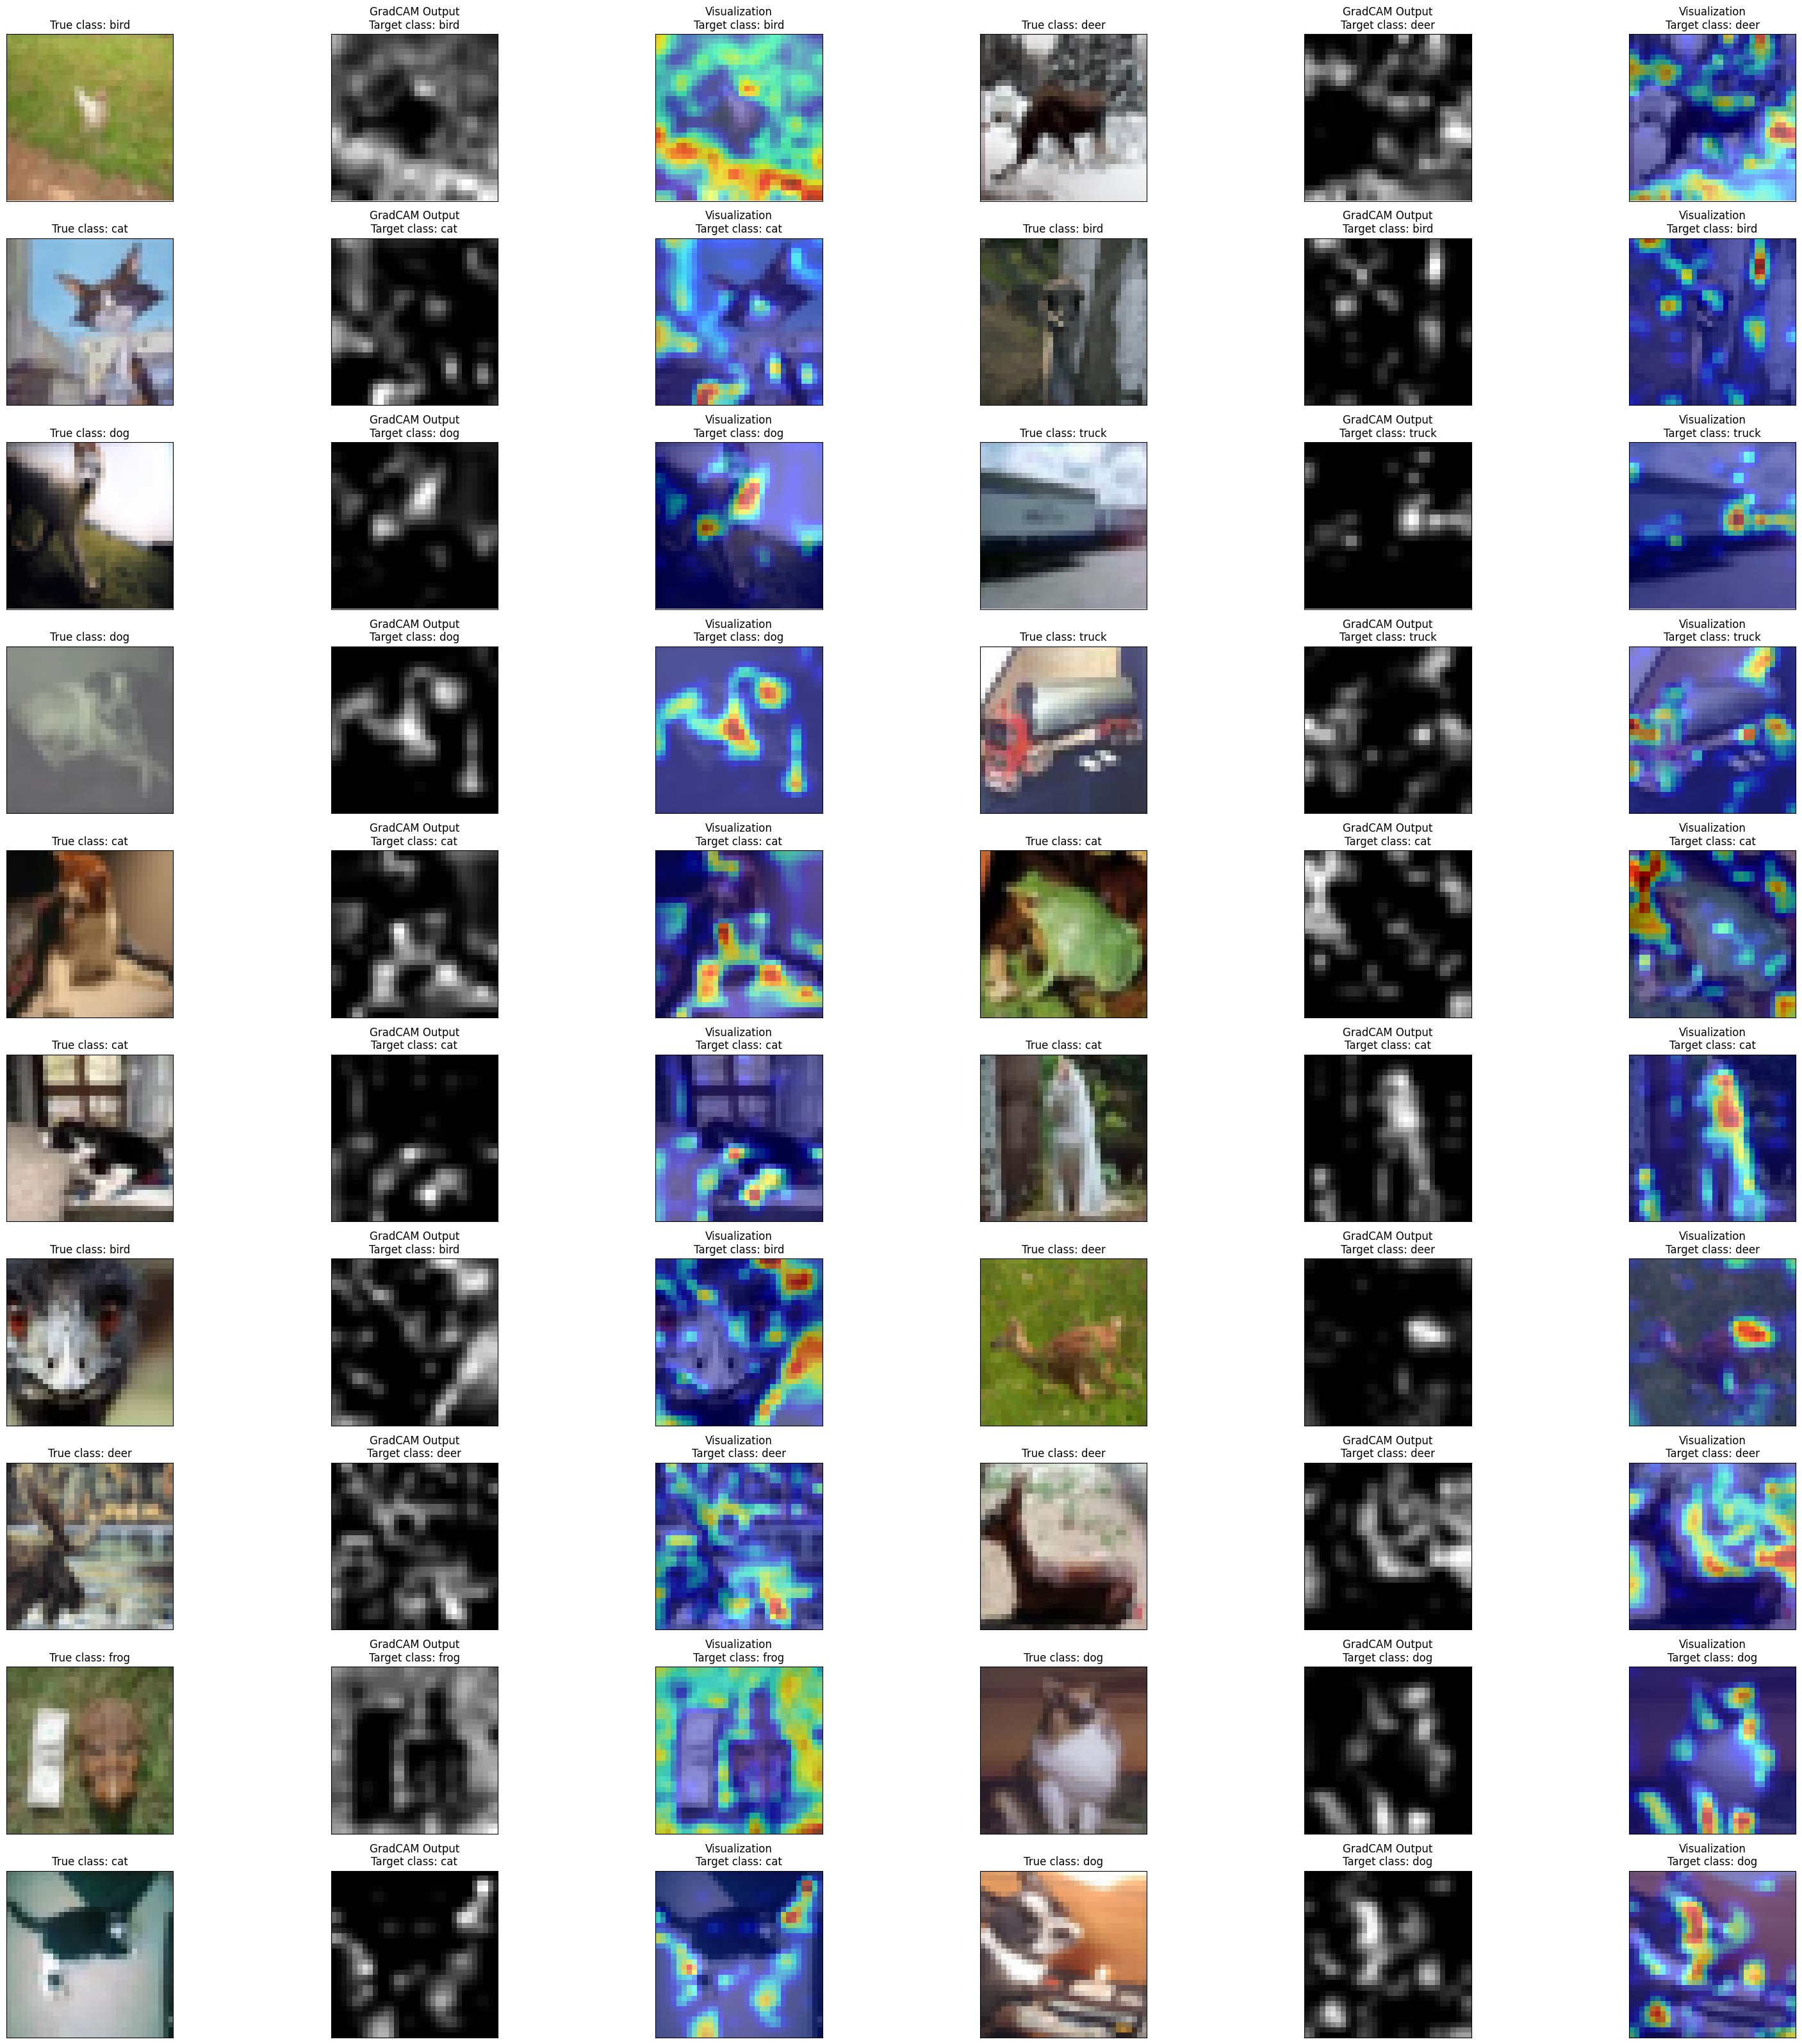 True class: bird
GradCAM Output
Target class: bird
Visualization
Target class: bird
True class: deer
GradCAM Output
Target class: deer
Visualization
Target class: deer
True class: cat
GradCAM Output
Target class: cat
Visualization
Target class: cat
True class: bird
GradCAM Output
Target class: bird
Visualization
Target class: bird
True class: dog
GradCAM Output
Target class: dog
Visualization
Target class: dog
True class: truck
GradCAM Output
Target class: truck
Visualization
Target class: truck
True class: dog
GradCAM Output
Target class: dog
Visualization
Target class: dog
True class: truck
GradCAM Output
Target class: truck
Visualization
Target class: truck
True class: cat
GradCAM Output
Target class: cat
Visualization
Target class: cat
True class: cat
GradCAM Output
Target class: cat
Visualization
Target class: cat
True class: cat
GradCAM Output
Target class: cat
Visualization
Target class: cat
True class: cat
GradCAM Output
Target class: cat
Visualization
Target class: cat
True class: bird
GradCAM Output
Target class: bird
Visualization
Target class: bird
True class: deer
GradCAM Output
Target class: deer
Visualization
Target class: deer
True class: deer
GradCAM Output
Target class: deer
Visualization
Target class: deer
True class: deer
GradCAM Output
Target class: deer
Visualization
Target class: deer
True class: frog
GradCAM Output
Target class: frog
Visualization
Target class: frog
True class: dog
GradCAM Output
Target class: dog
Visualization
Target class: dog
True class: cat
GradCAM Output
Target class: cat
Visualization
Target class: cat
True class: dog
GradCAM Output
Target class: dog
Visualization
Target class: dog